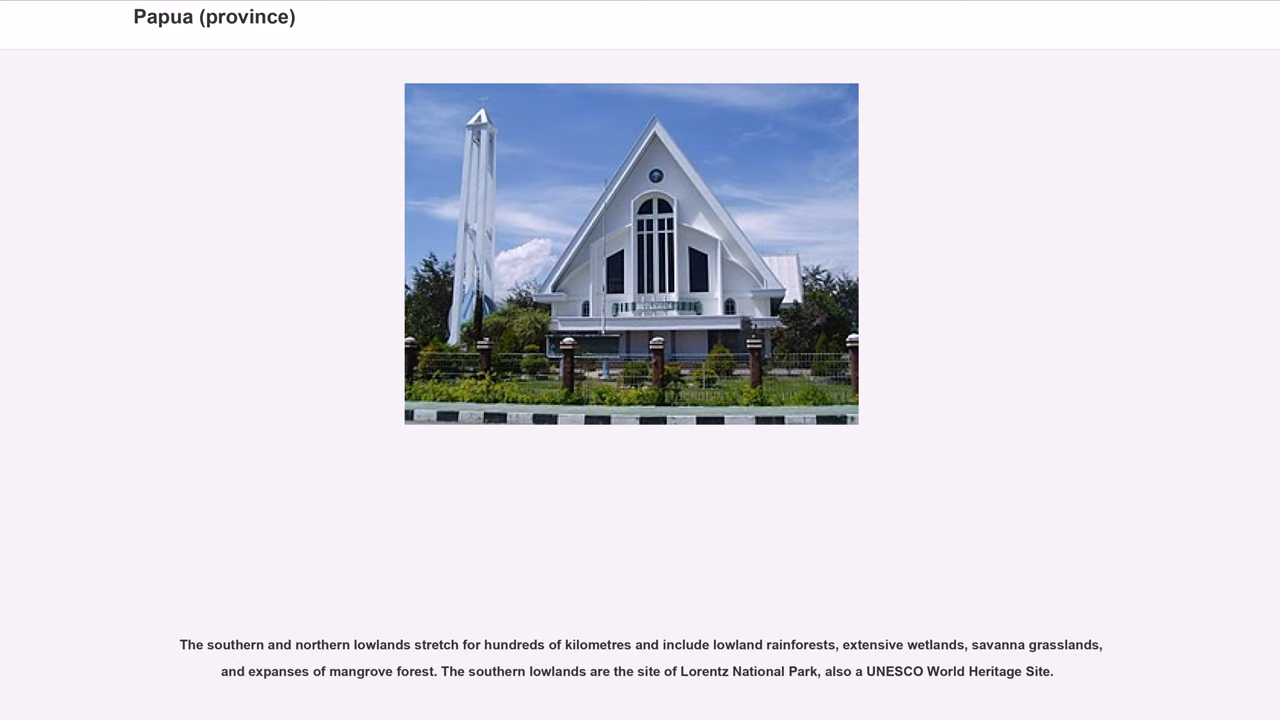 Papua (province)
The southern and northern lowlands stretch for hundreds of kilometres and include lowland rainforests, extensive wetlands, savanna grasslands,
and expanses of mangrove forest. The southern lowlands are the site of Lorentz National Park, also a UNESCO World Heritage Site.